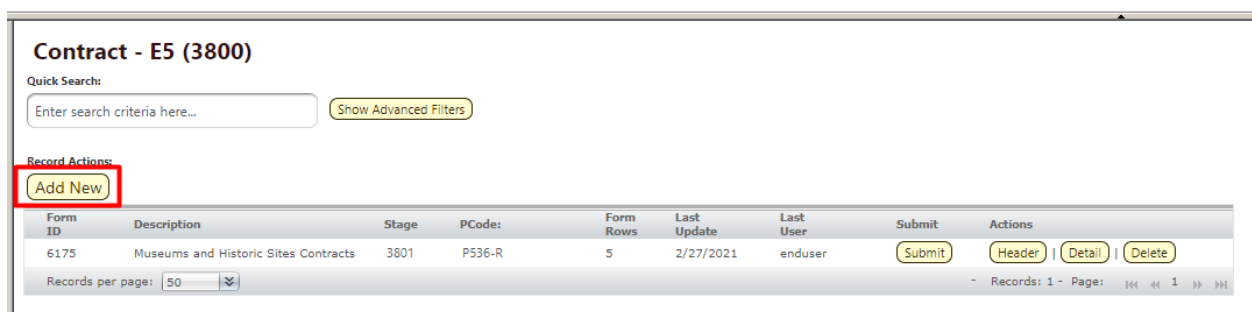 Contract - E5 (3800)
Quick Search:
Enter search criteria here... Show Advanced Filters
Record Actions:
Add New
Form ID Description Stage PCode: Form Rows Last Update Last User Submit Actions
6175 Museums and Historic Sites Contracts 3801 P536-R 5 2/27/2021 enduser Submit Header | Detail | Delete
Records per page: 50 - Records: 1 - Page: 1